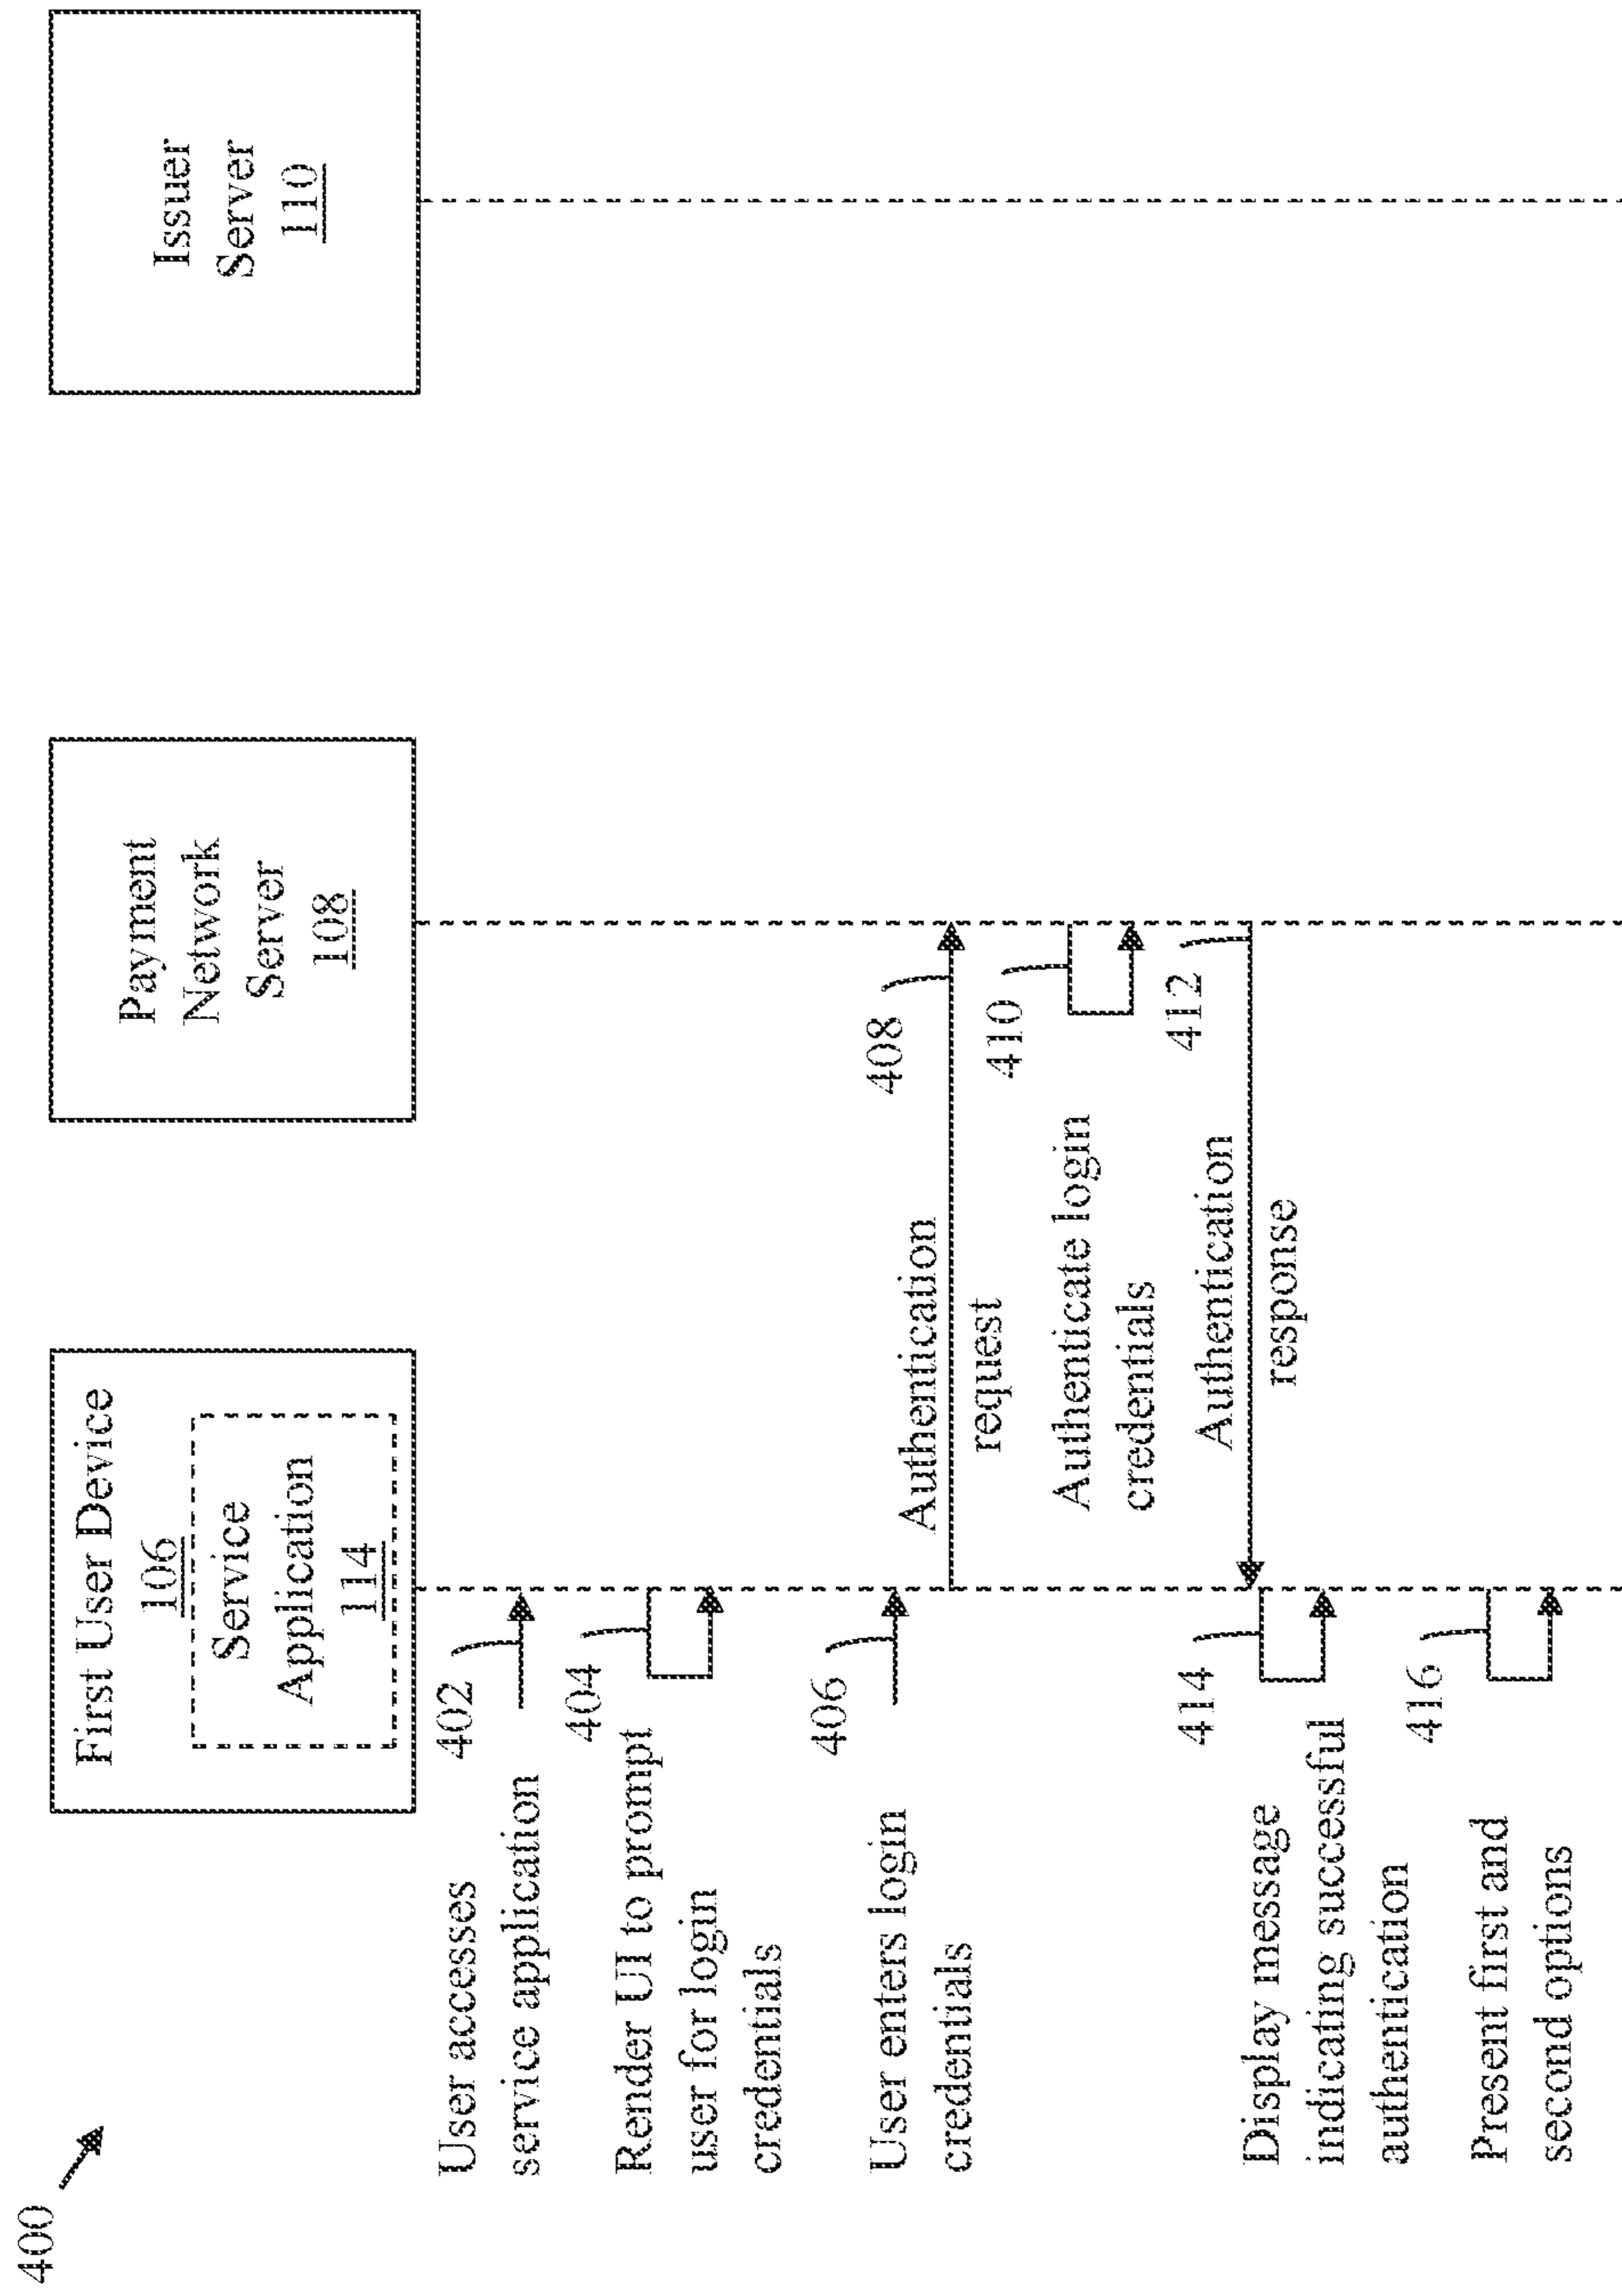 400
First User Device
106
Service
Application
114
Payment
Network
Server
108
Issuer
Server
110
User accesses
service application
402
Render UI to prompt
user for login
credentials
404
User enters login
credentials
406
Authentication
request
408
Authenticate login
credentials
410
Authentication
response
412
Display message
indicating successful
authentication
414
Present first and
second options
416